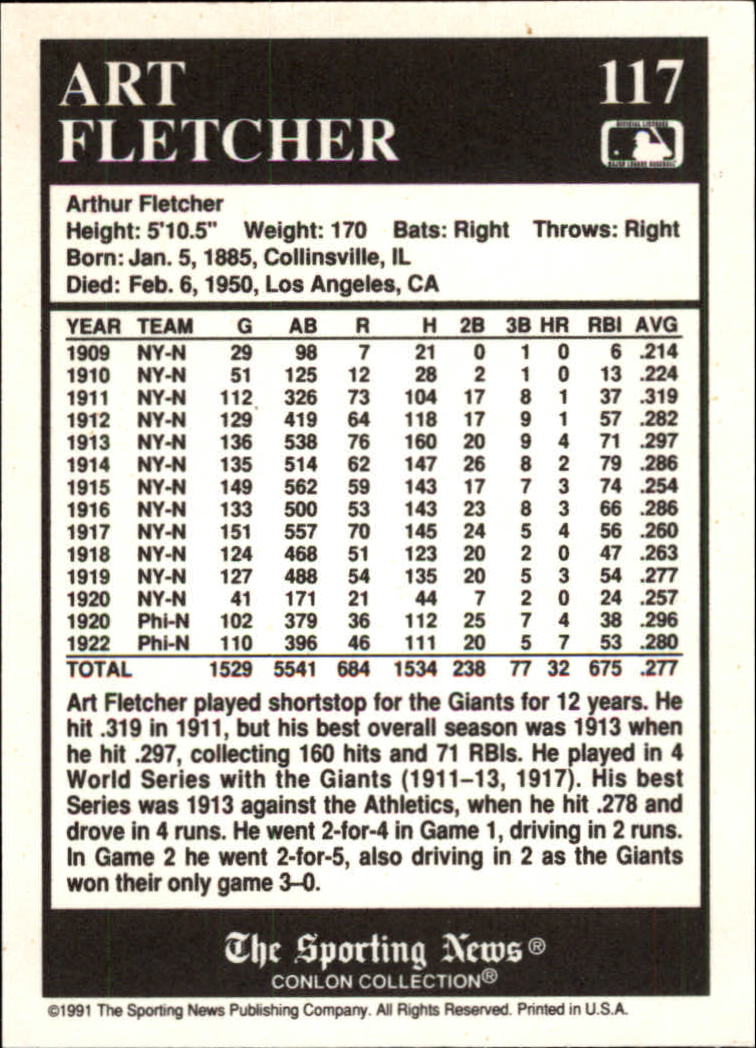 ART 117
FLETCHER
OFFICIAL LICENSEE
MAJOR LEAGUE BASEBALL
Arthur Fletcher
Height: 5'10.5" Weight: 170 Bats: Right Throws: Right
Born: Jan. 5, 1885, Collinsville, IL
Died: Feb. 6, 1950, Los Angeles, CA
YEAR TEAM G AB R H 2B 3B HR RBI AVG
1909 NY-N 29 98 7 21 0 1 0 6 .214
1910 NY-N 51 125 12 28 2 1 0 13 .224
1911 NY-N 112 326 73 104 17 8 1 37 .319
1912 NY-N 129 419 64 118 17 9 1 57 .282
1913 NY-N 136 538 76 160 20 9 4 71 .297
1914 NY-N 135 514 62 147 26 8 2 79 .286
1915 NY-N 149 562 59 143 17 7 3 74 .254
1916 NY-N 133 500 53 143 23 8 3 66 .286
1917 NY-N 151 557 70 145 24 5 4 56 .260
1918 NY-N 124 468 51 123 20 2 0 47 .263
1919 NY-N 127 488 54 135 20 5 3 54 .277
1920 NY-N 41 171 21 44 7 2 0 24 .257
1920 Phi-N 102 379 36 112 25 7 4 38 .296
1922 Phi-N 110 396 46 111 20 5 7 53 .280
TOTAL 1529 5541 684 1534 238 77 32 675 .277
Art Fletcher played shortstop for the Giants for 12 years. He
hit .319 in 1911, but his best overall season was 1913 when
he hit .297, collecting 160 hits and 71 RBIs. He played in 4
World Series with the Giants (1911–13, 1917). His best
Series was 1913 against the Athletics, when he hit .278 and
drove in 4 runs. He went 2-for-4 in Game 1, driving in 2 runs.
In Game 2 he went 2-for-5, also driving in 2 as the Giants
won their only game 3–0.
The Sporting News®
CONLON COLLECTION®
©1991 The Sporting News Publishing Company. All Rights Reserved. Printed in U.S.A.